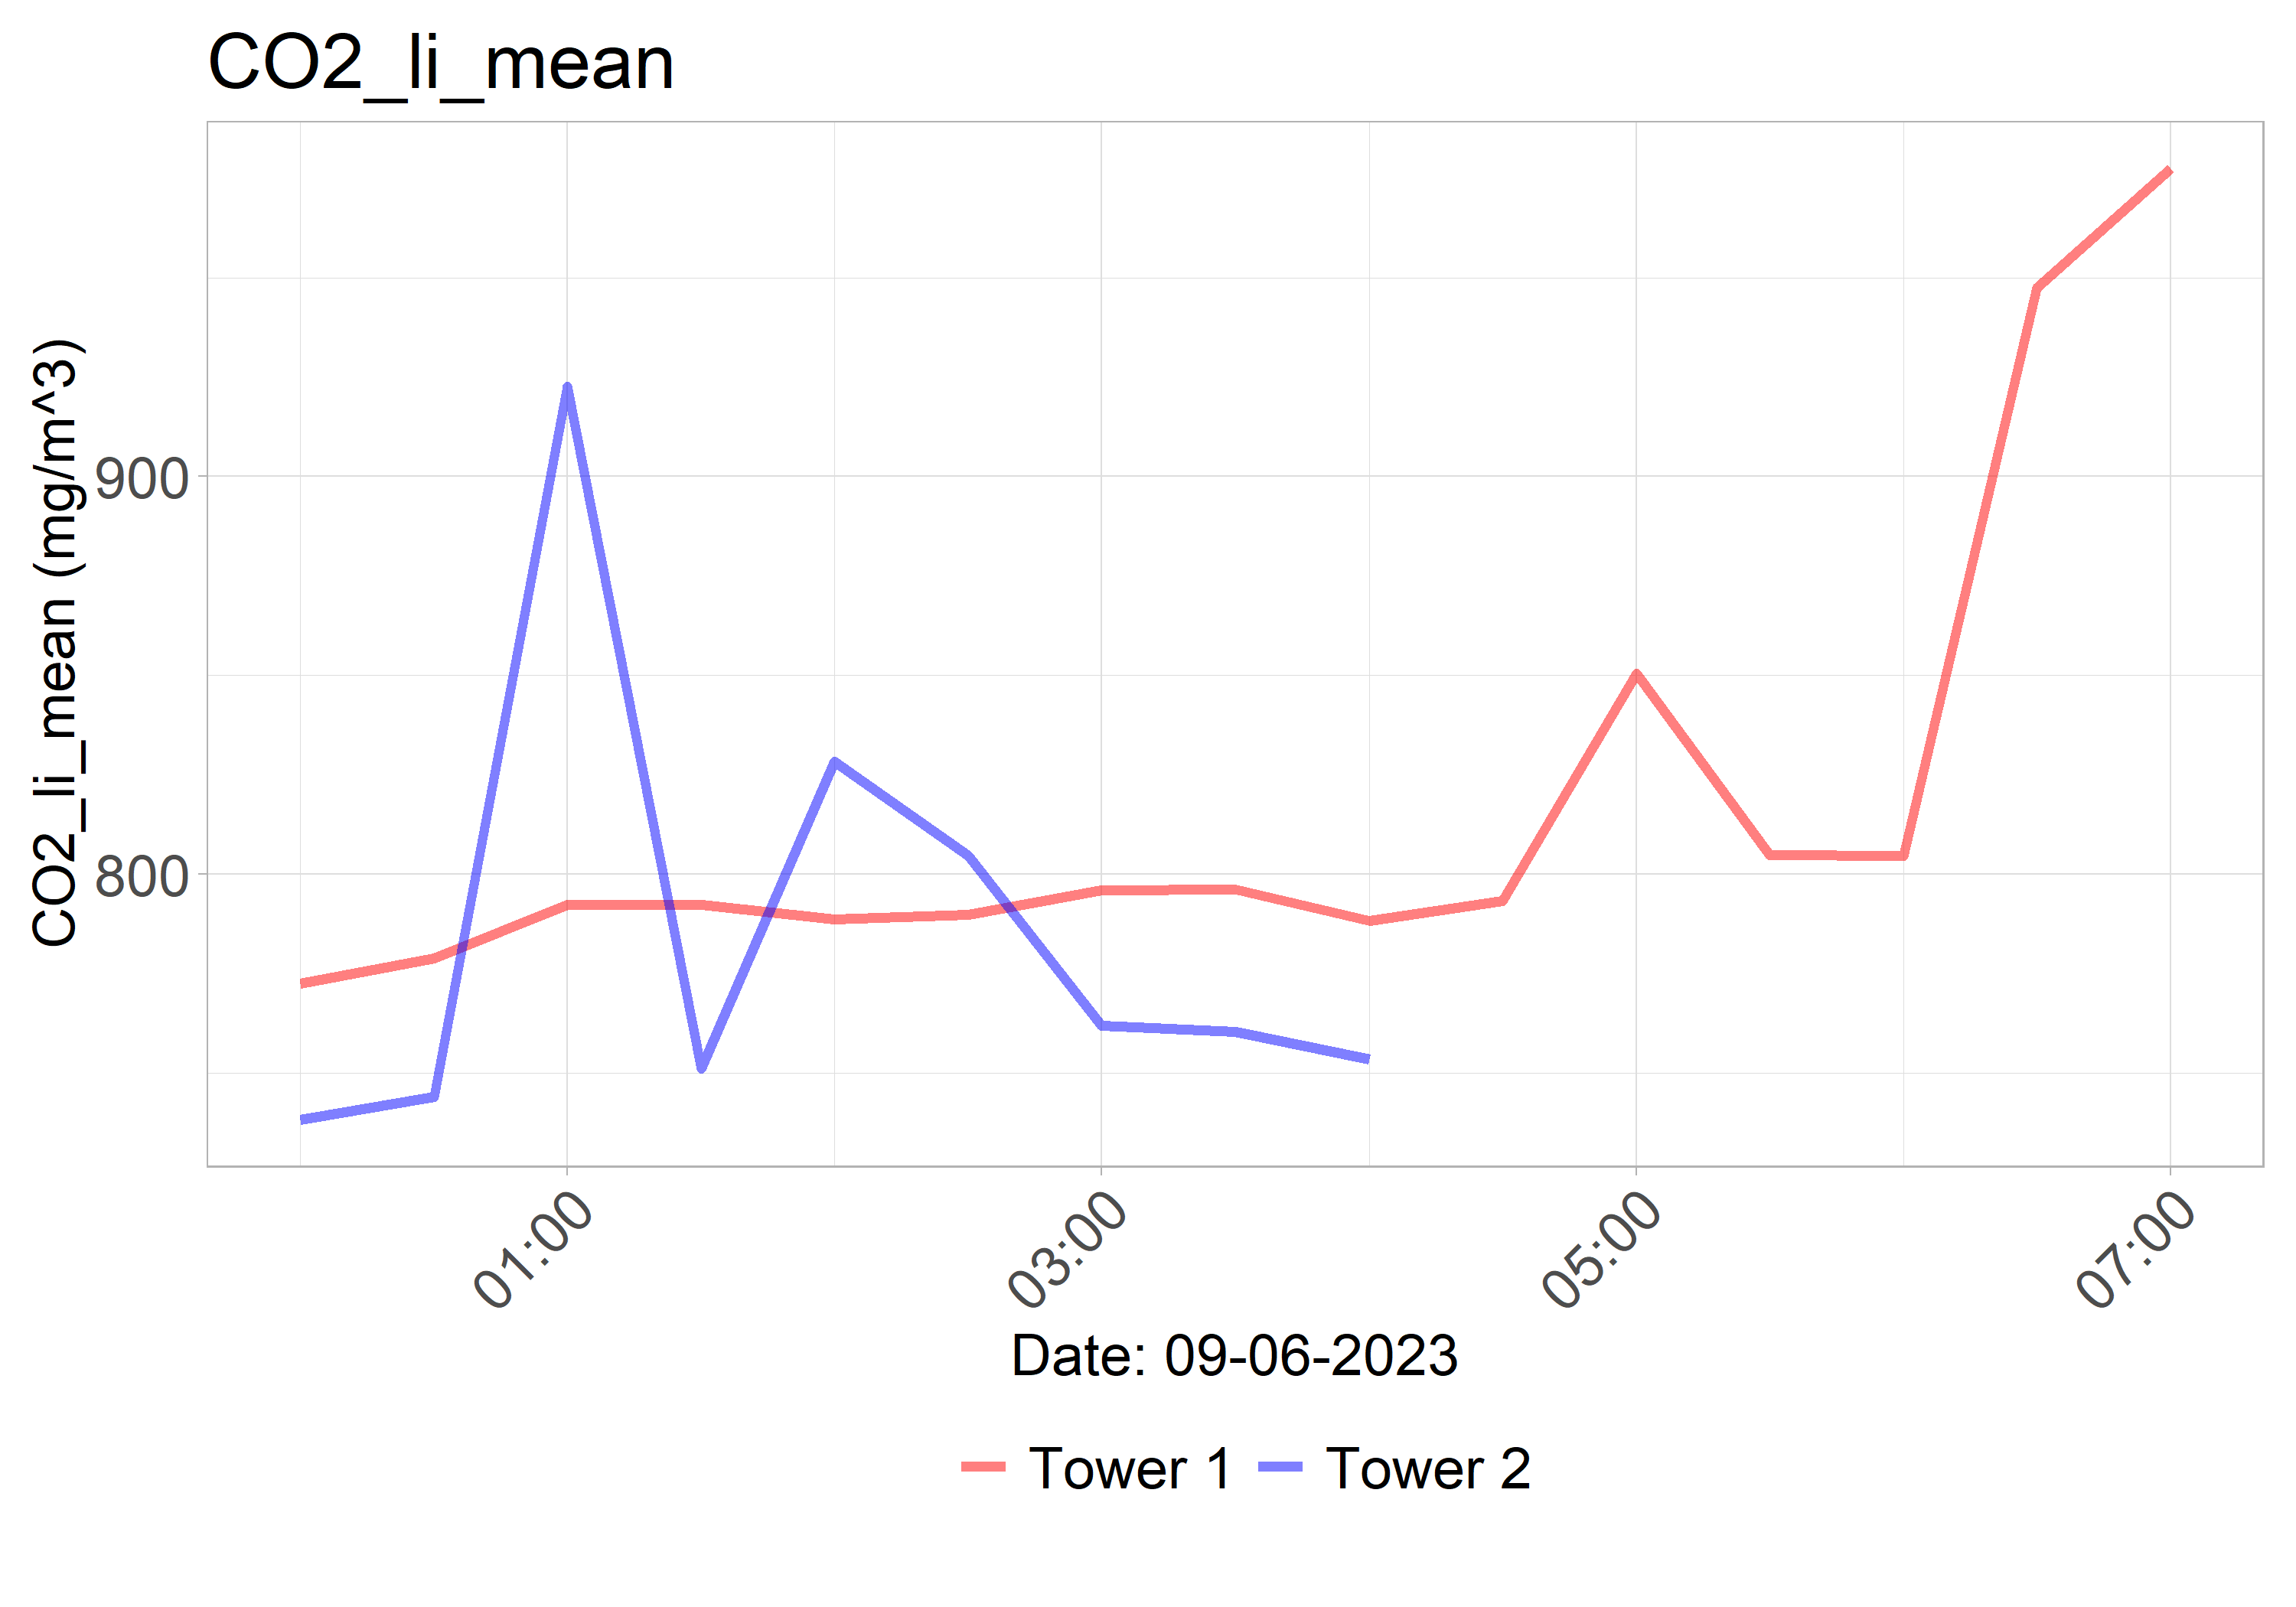 CO2_li_mean
CO2_li_mean (mg/m^3)
900
800
01:00
03:00
05:00
07:00
Date: 09-06-2023
Tower 1
Tower 2